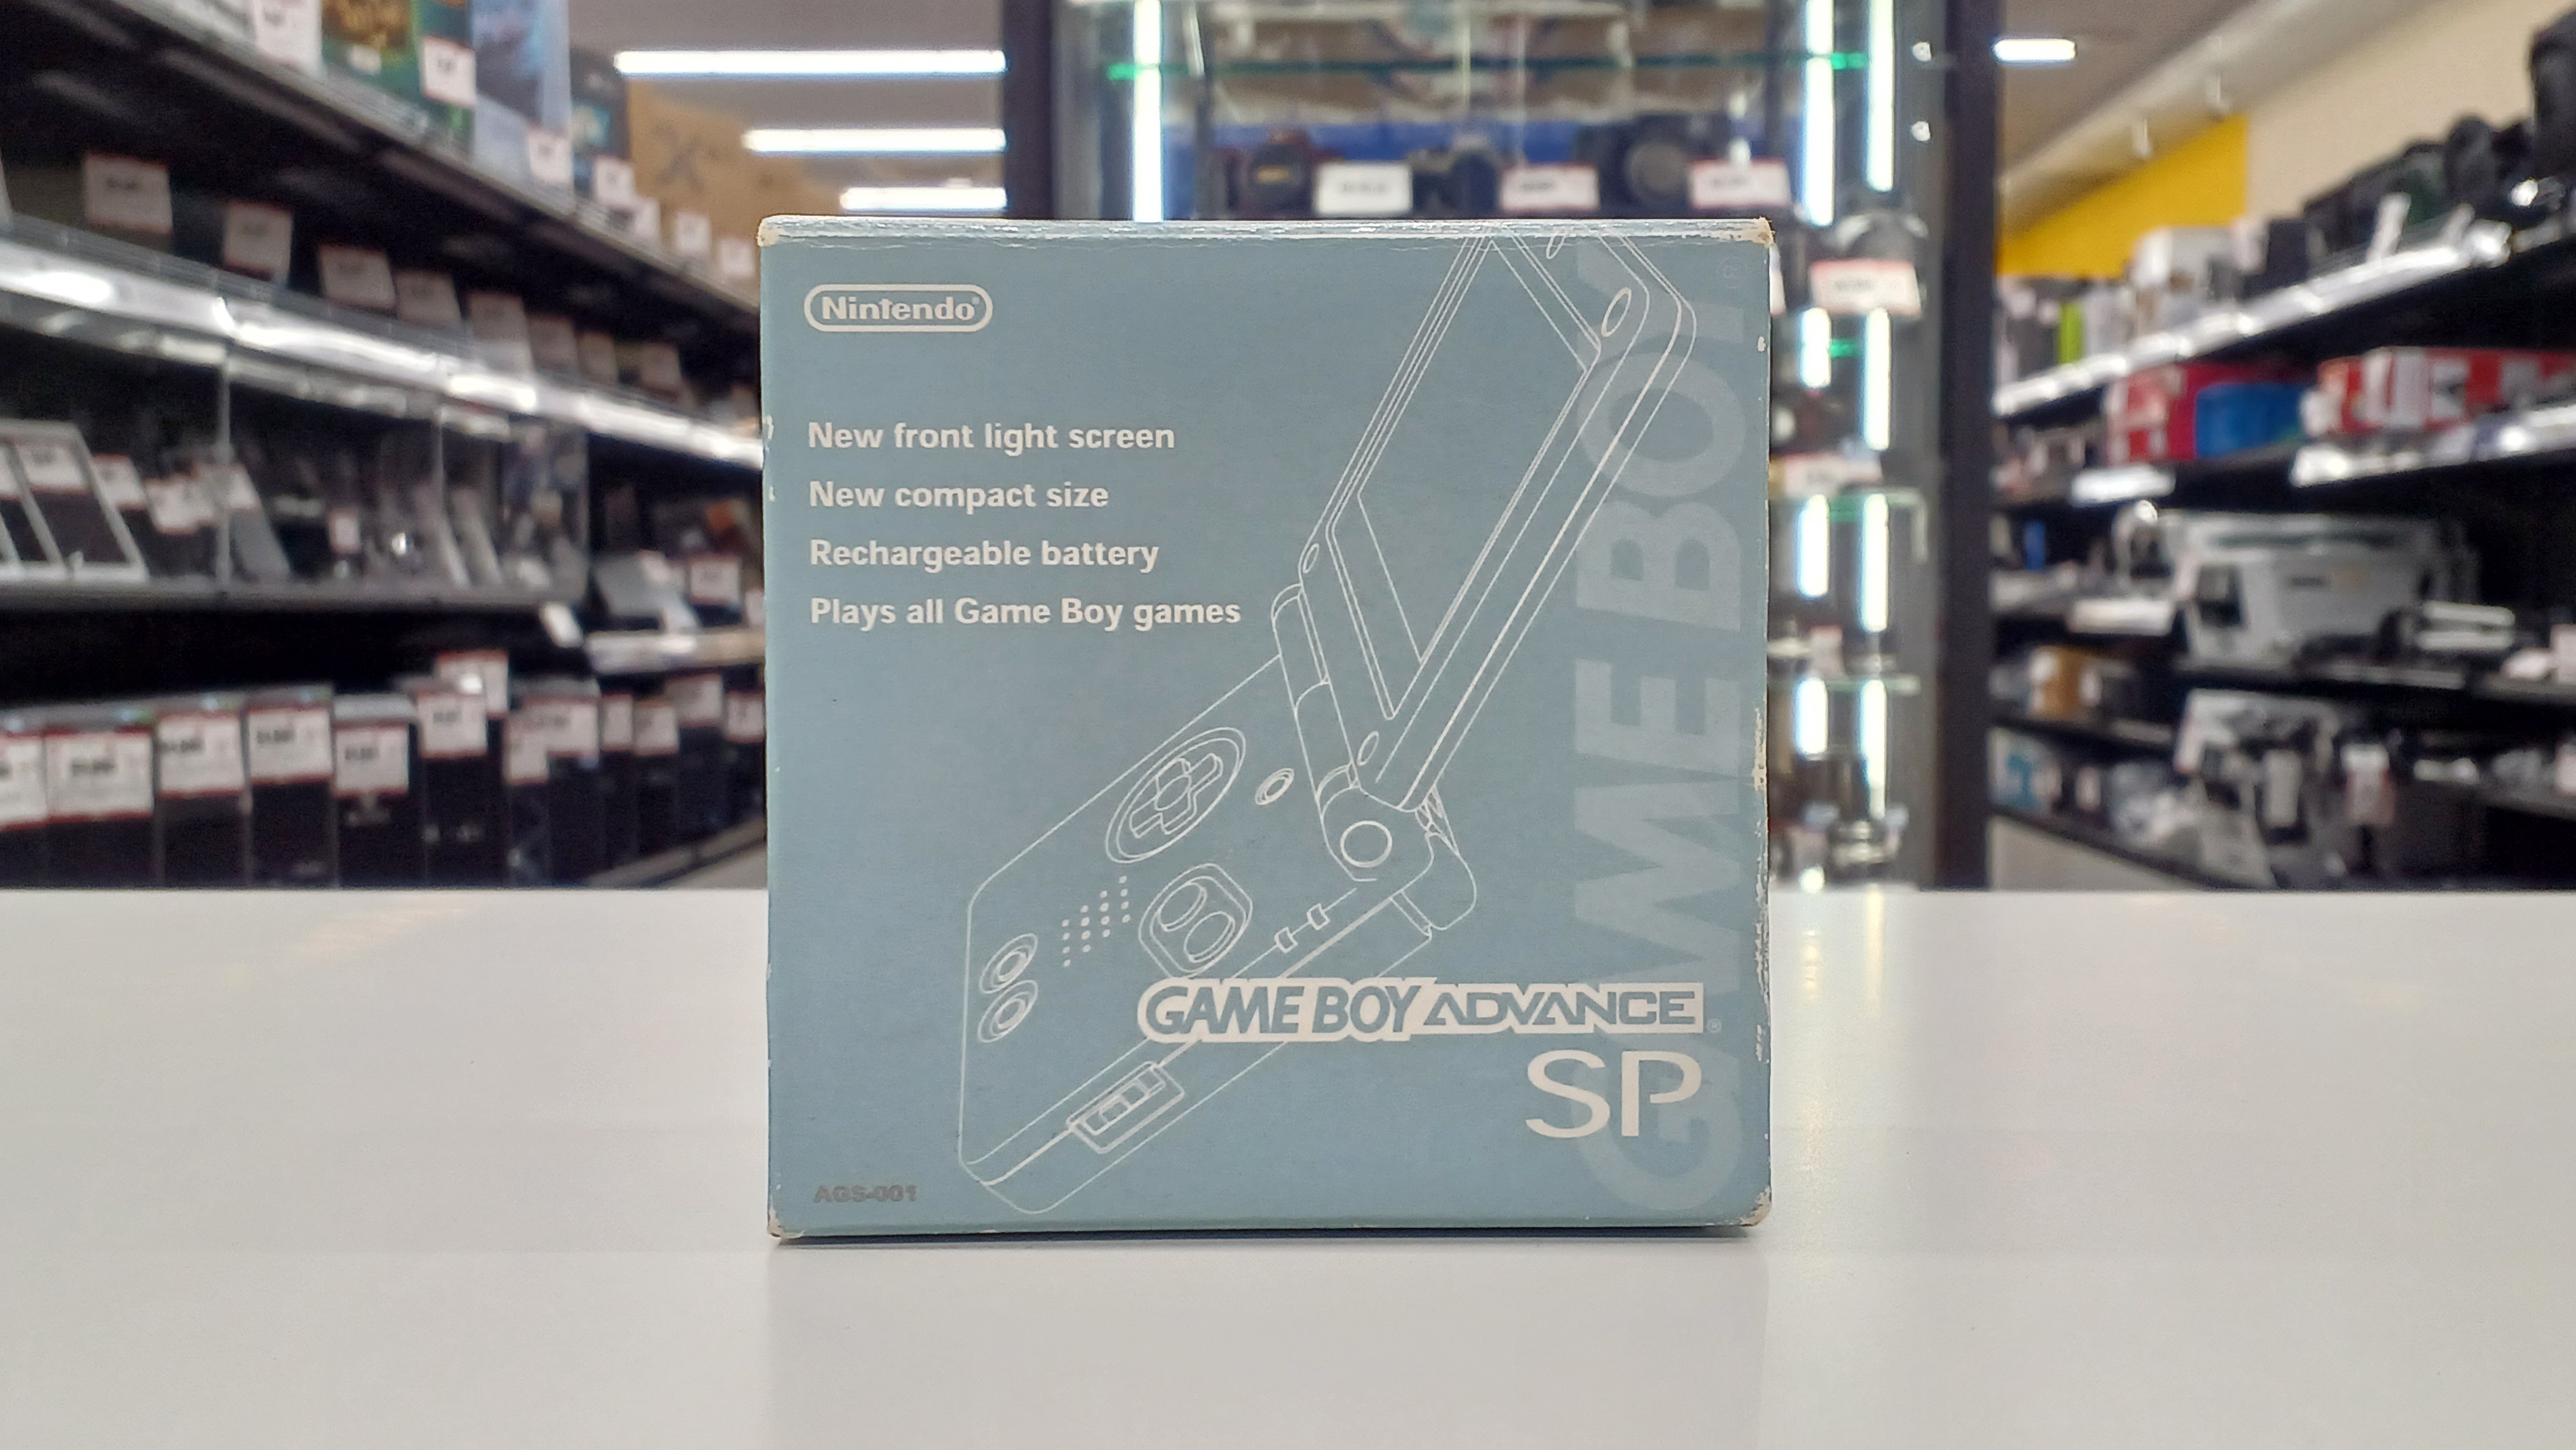 Nintendo®
New front light screen
New compact size
Rechargeable battery
Plays all Game Boy games
GAME BOY
GAME BOY ADVANCE®
SP
AGS-001